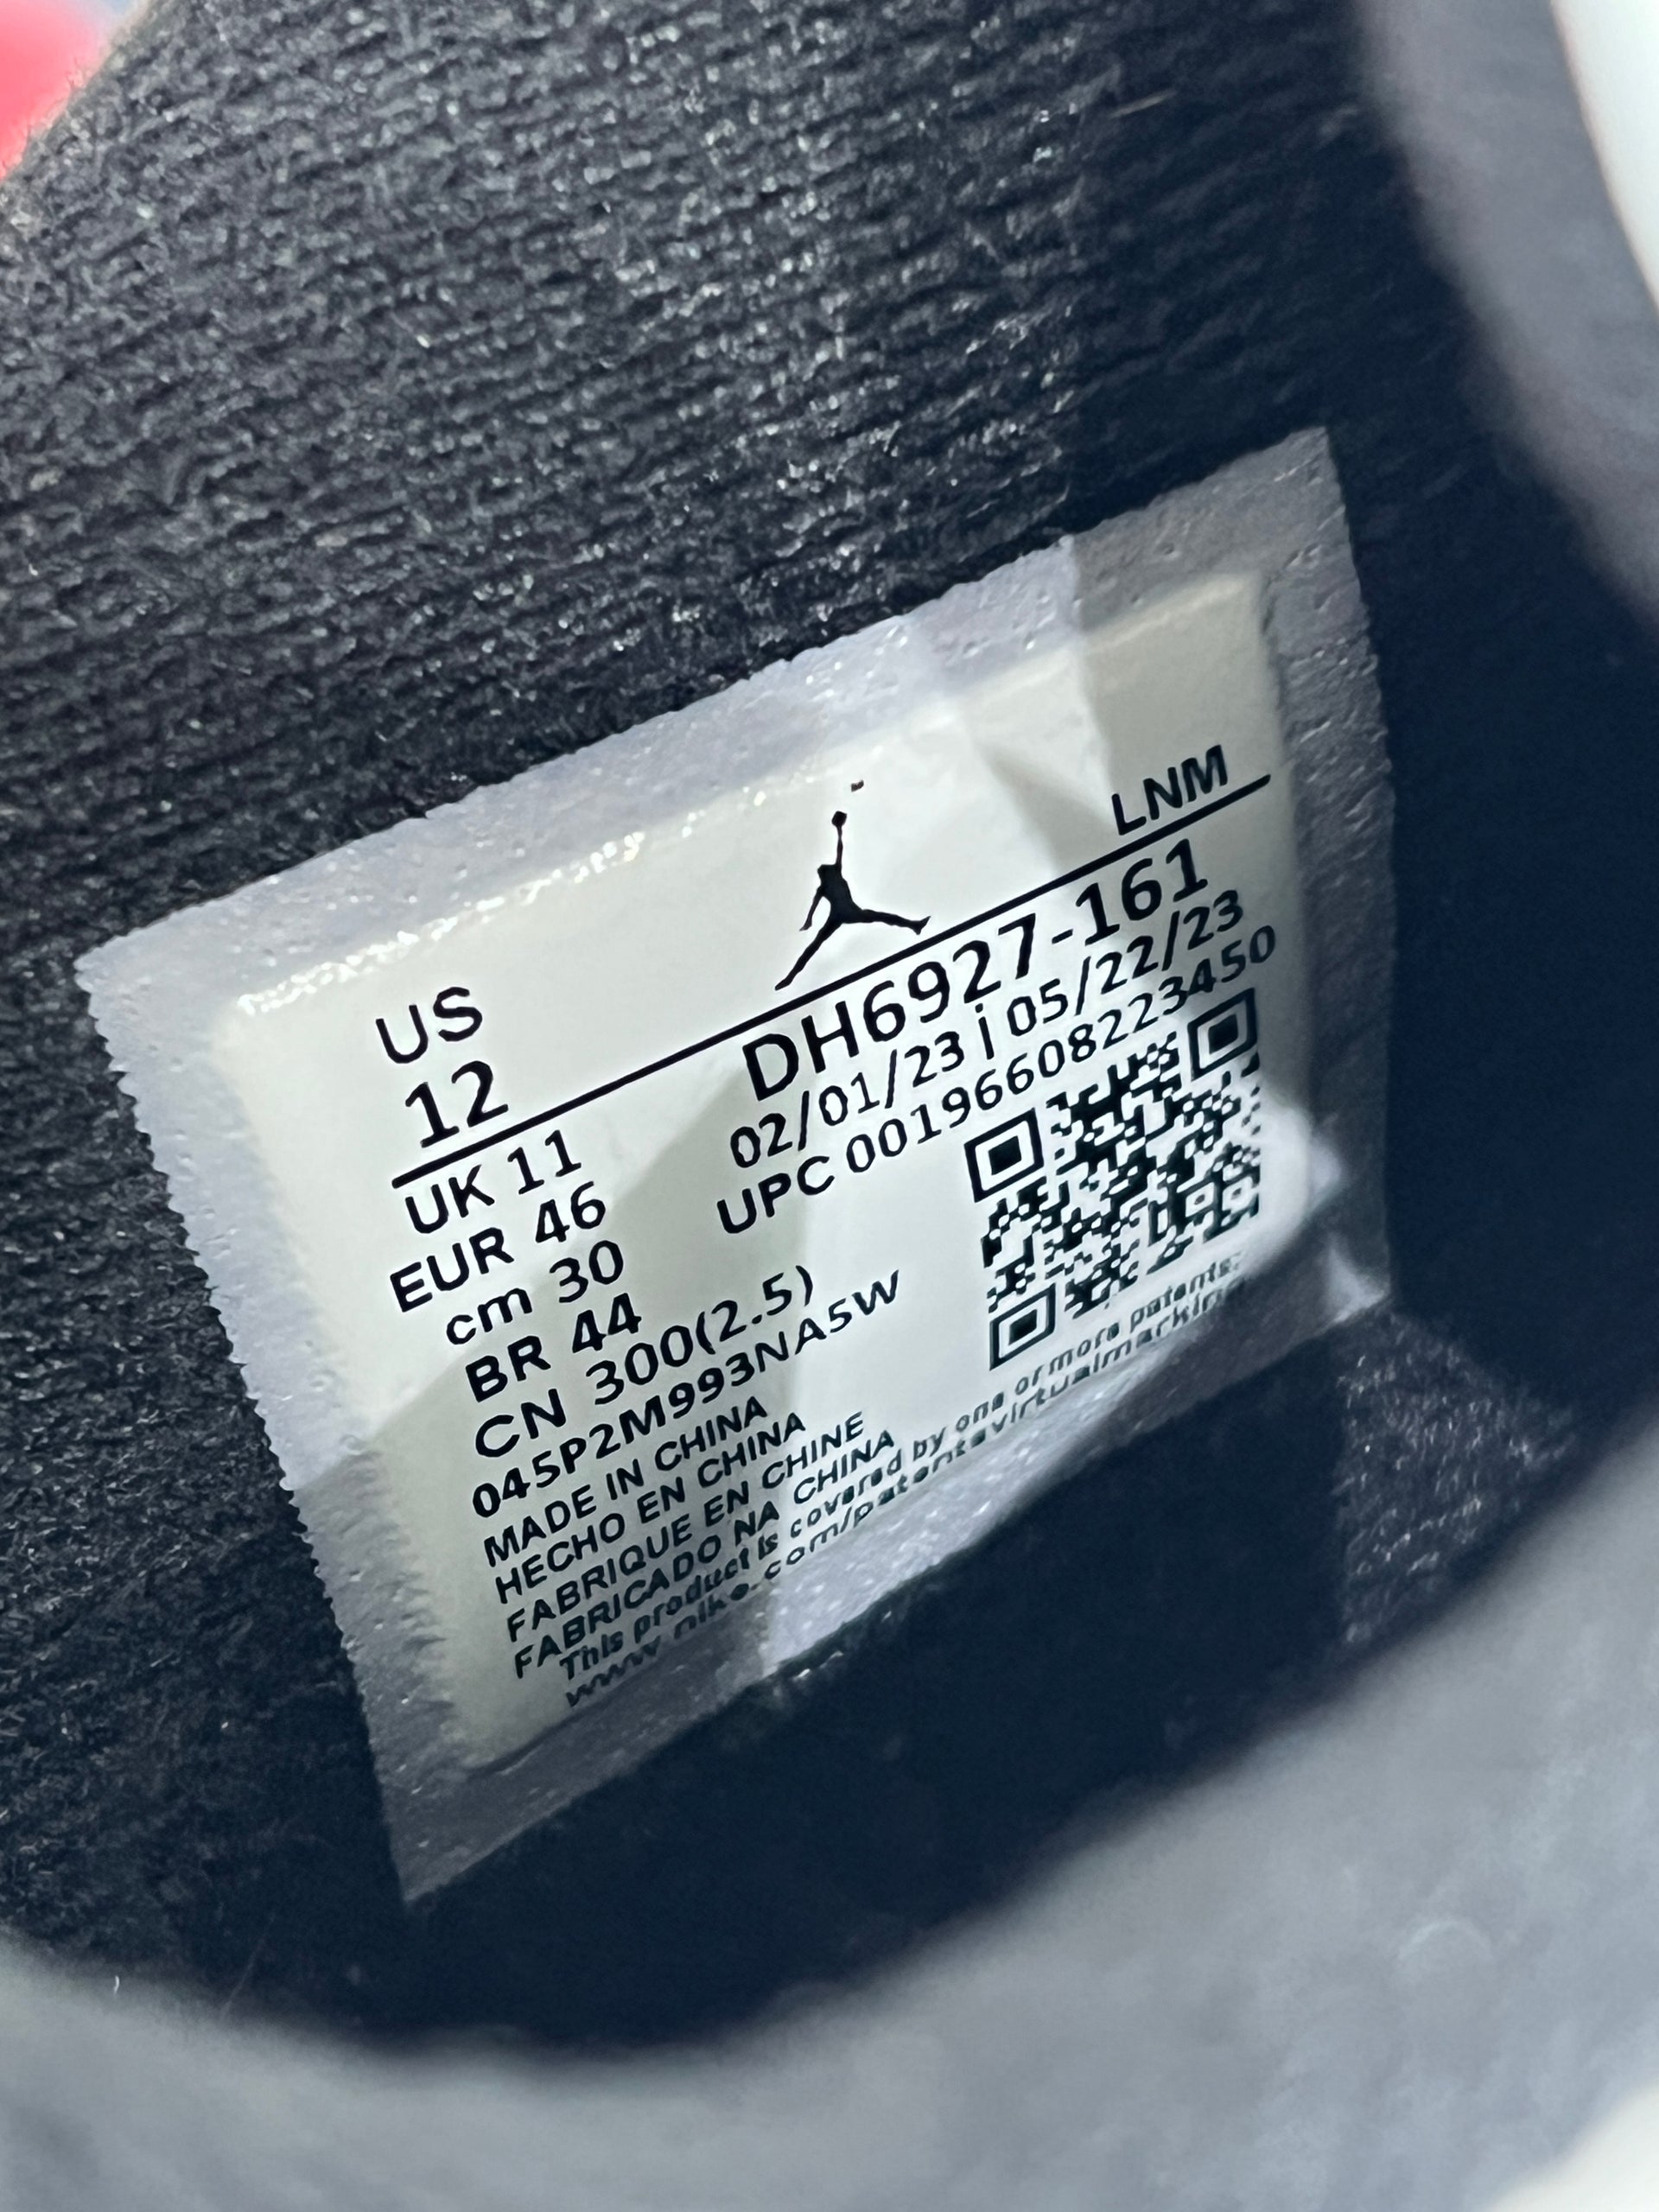 LNM
US
12
DH6927-161
02/01/23 | 05/22/23
UPC 00196608223450
UK 11
EUR 46
cm 30
BR 44
CN 300(2.5)
045P2M993NA5W
MADE IN CHINA
HECHO EN CHINA
FABRIQUE EN CHINE
FABRICADO NA CHINA
This product is covered by one or more patents:
www.nike.com/patentsvirtualmarking